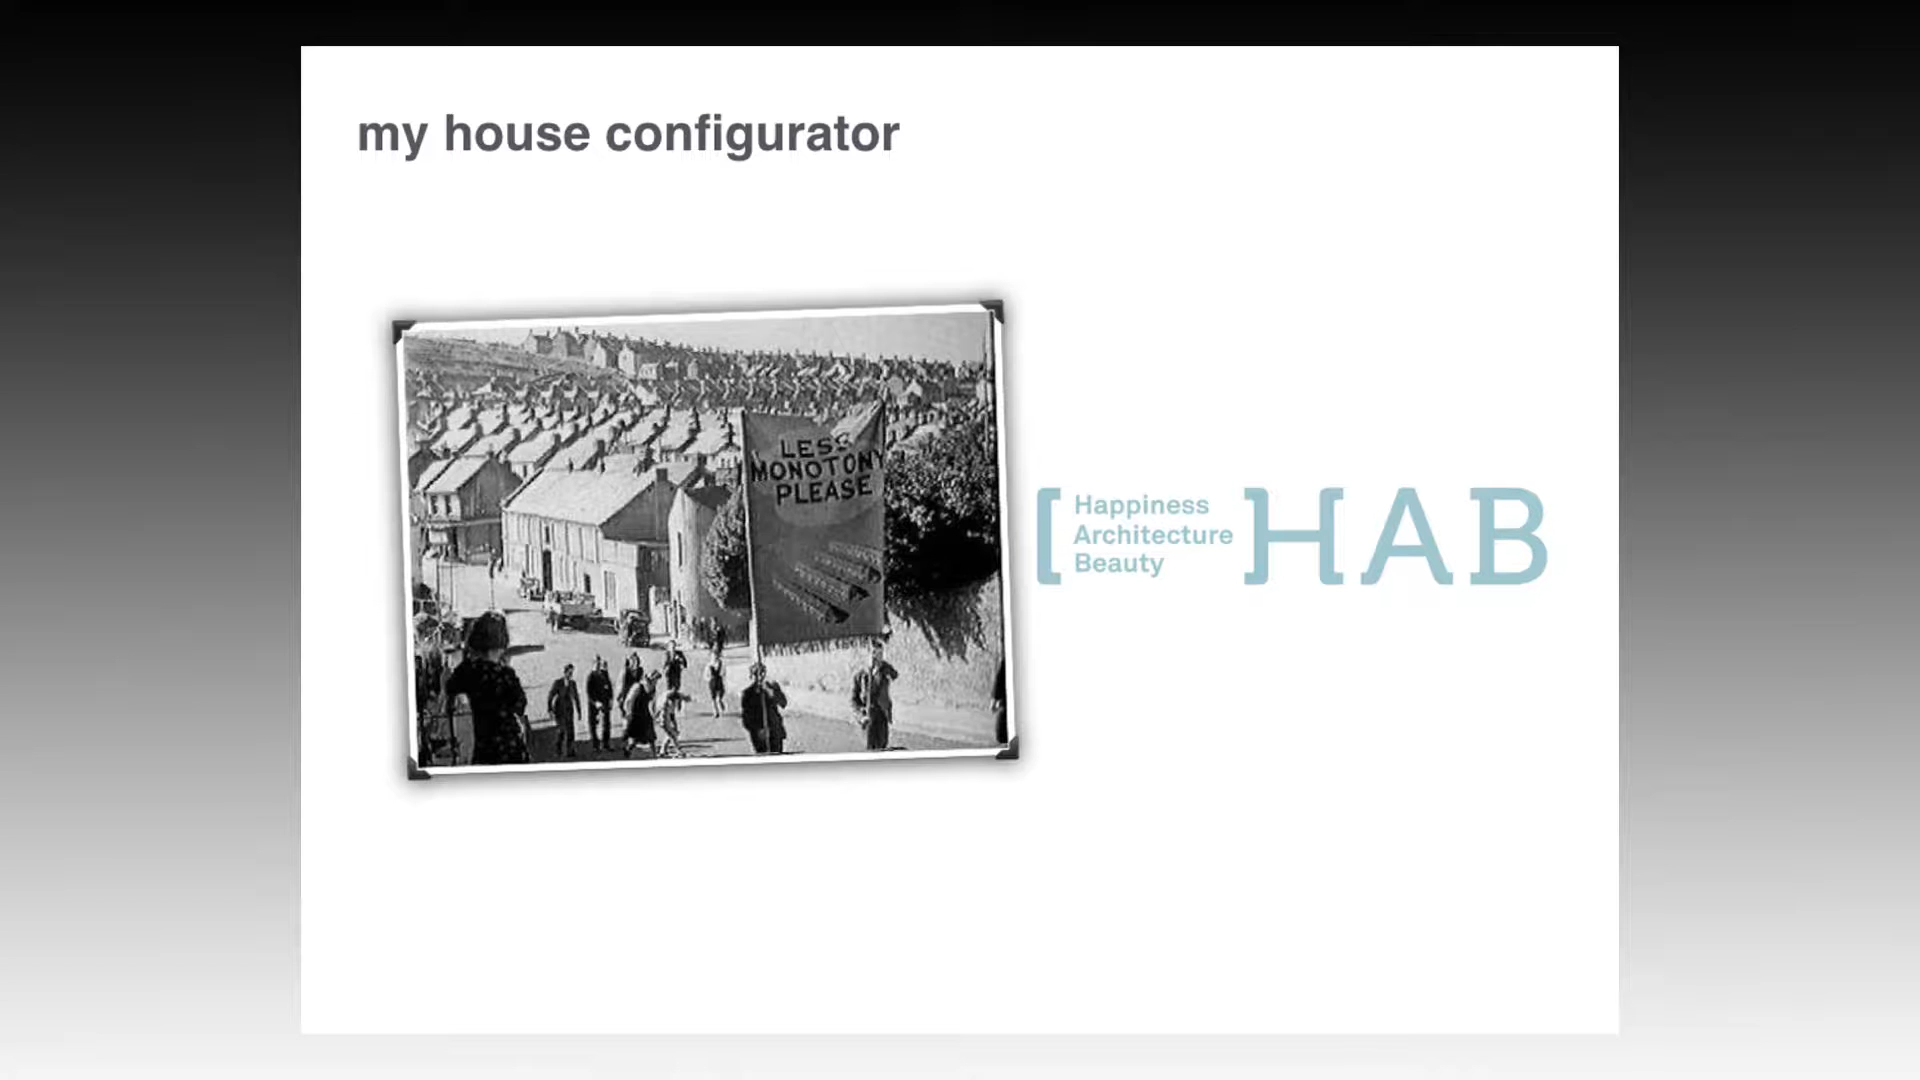 my house configurator
LESS
MONOTONY
PLEASE
Happiness
Architecture
Beauty
HAB